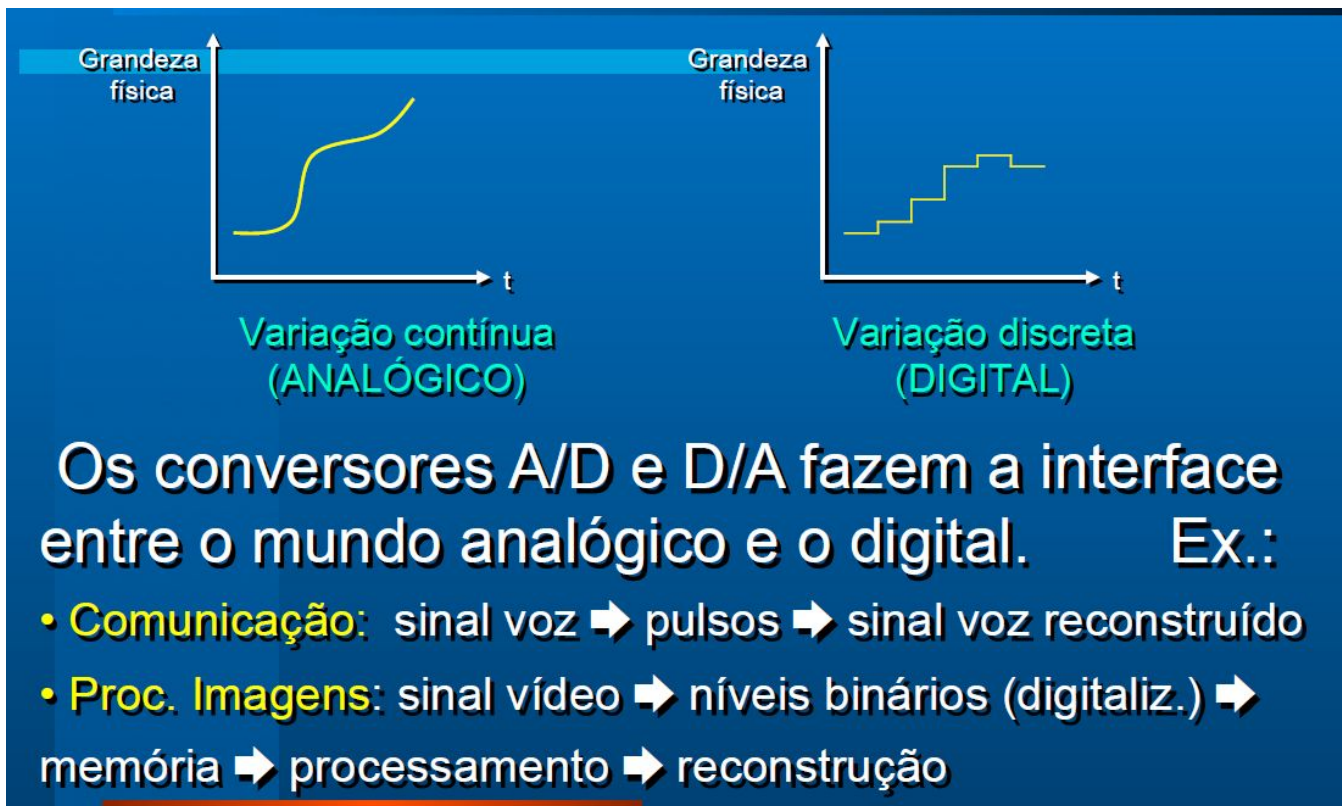 Grandeza
física
t
Variação contínua
(ANALÓGICO)
Grandeza
física
t
Variação discreta
(DIGITAL)
Os conversores A/D e D/A fazem a interface
entre o mundo analógico e o digital. Ex.:
• Comunicação: sinal voz ➡ pulsos ➡ sinal voz reconstruído
• Proc. Imagens: sinal vídeo ➡ níveis binários (digitaliz.) ➡
memória ➡ processamento ➡ reconstrução